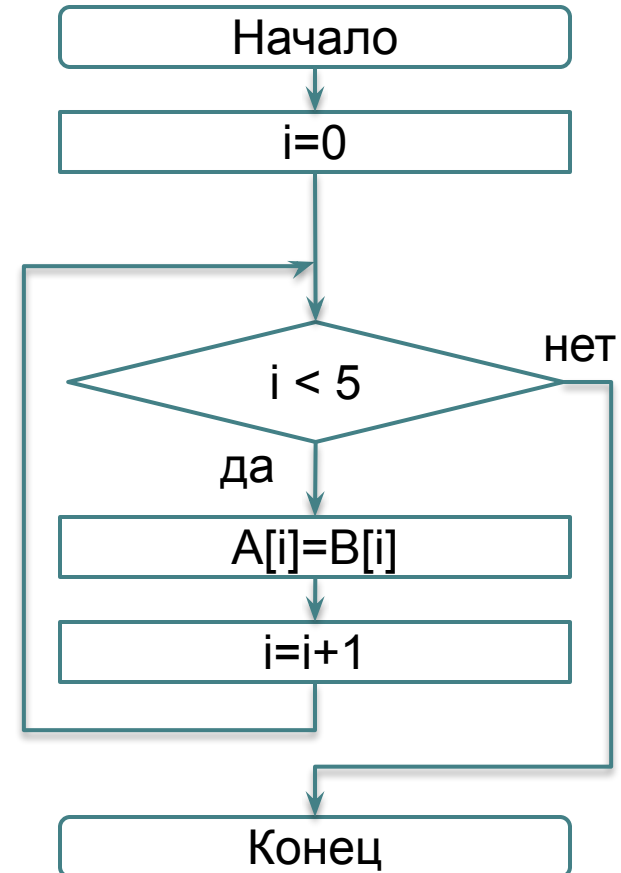 Начало
i=0
i < 5
нет
да
A[i]=B[i]
i=i+1
Конец